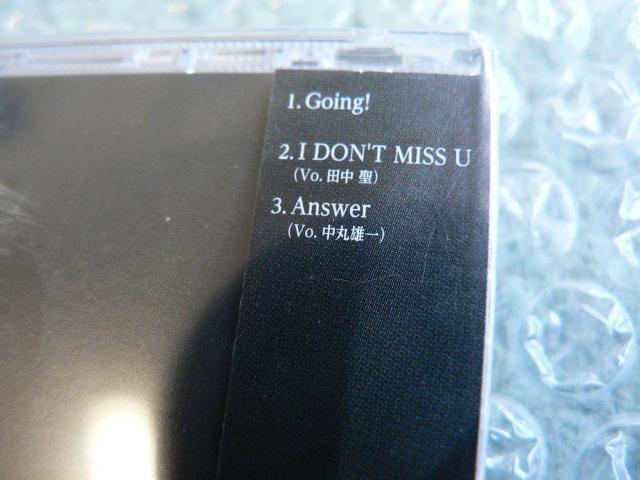 1. Going!
2. I DON'T MISS U
(Vo. 田中 聖)
3. Answer
(Vo. 中丸雄一)